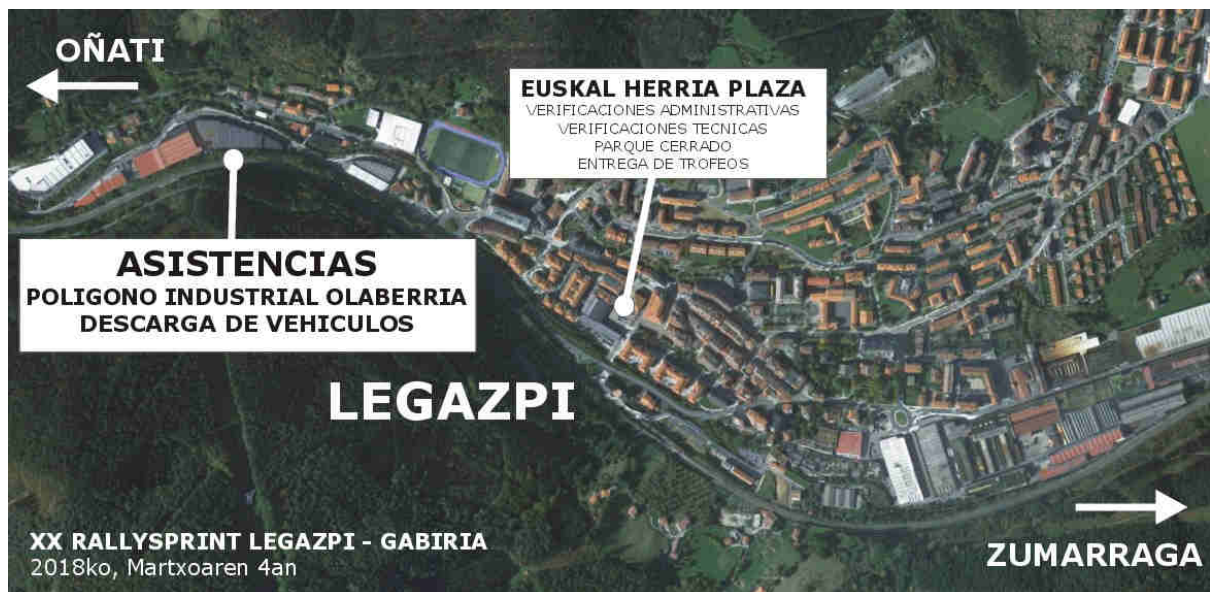 OÑATI
EUSKAL HERRIA PLAZA
VERIFICACIONES ADMINISTRATIVAS
VERIFICACIONES TECNICAS
PARQUE CERRADO
ENTREGA DE TROFEOS
ASISTENCIAS
POLIGONO INDUSTRIAL OLABERRIA
DESCARGA DE VEHICULOS
LEGAZPI
XX RALLYSPRINT LEGAZPI - GABIRIA
2018ko, Martxoaren 4an
ZUMARRAGA